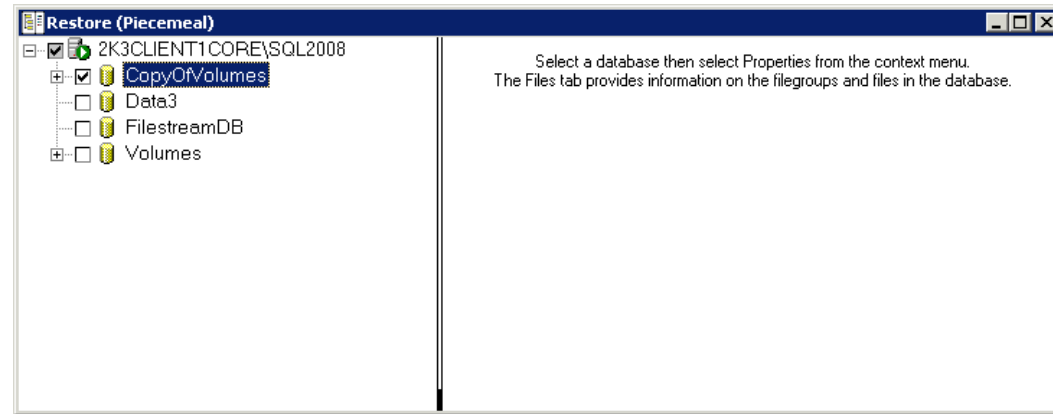 Restore (Piecemeal)
2K3CLIENT1CORE\SQL2008
CopyOfVolumes
Data3
FilestreamDB
Volumes
Select a database then select Properties from the context menu.
The Files tab provides information on the filegroups and files in the database.